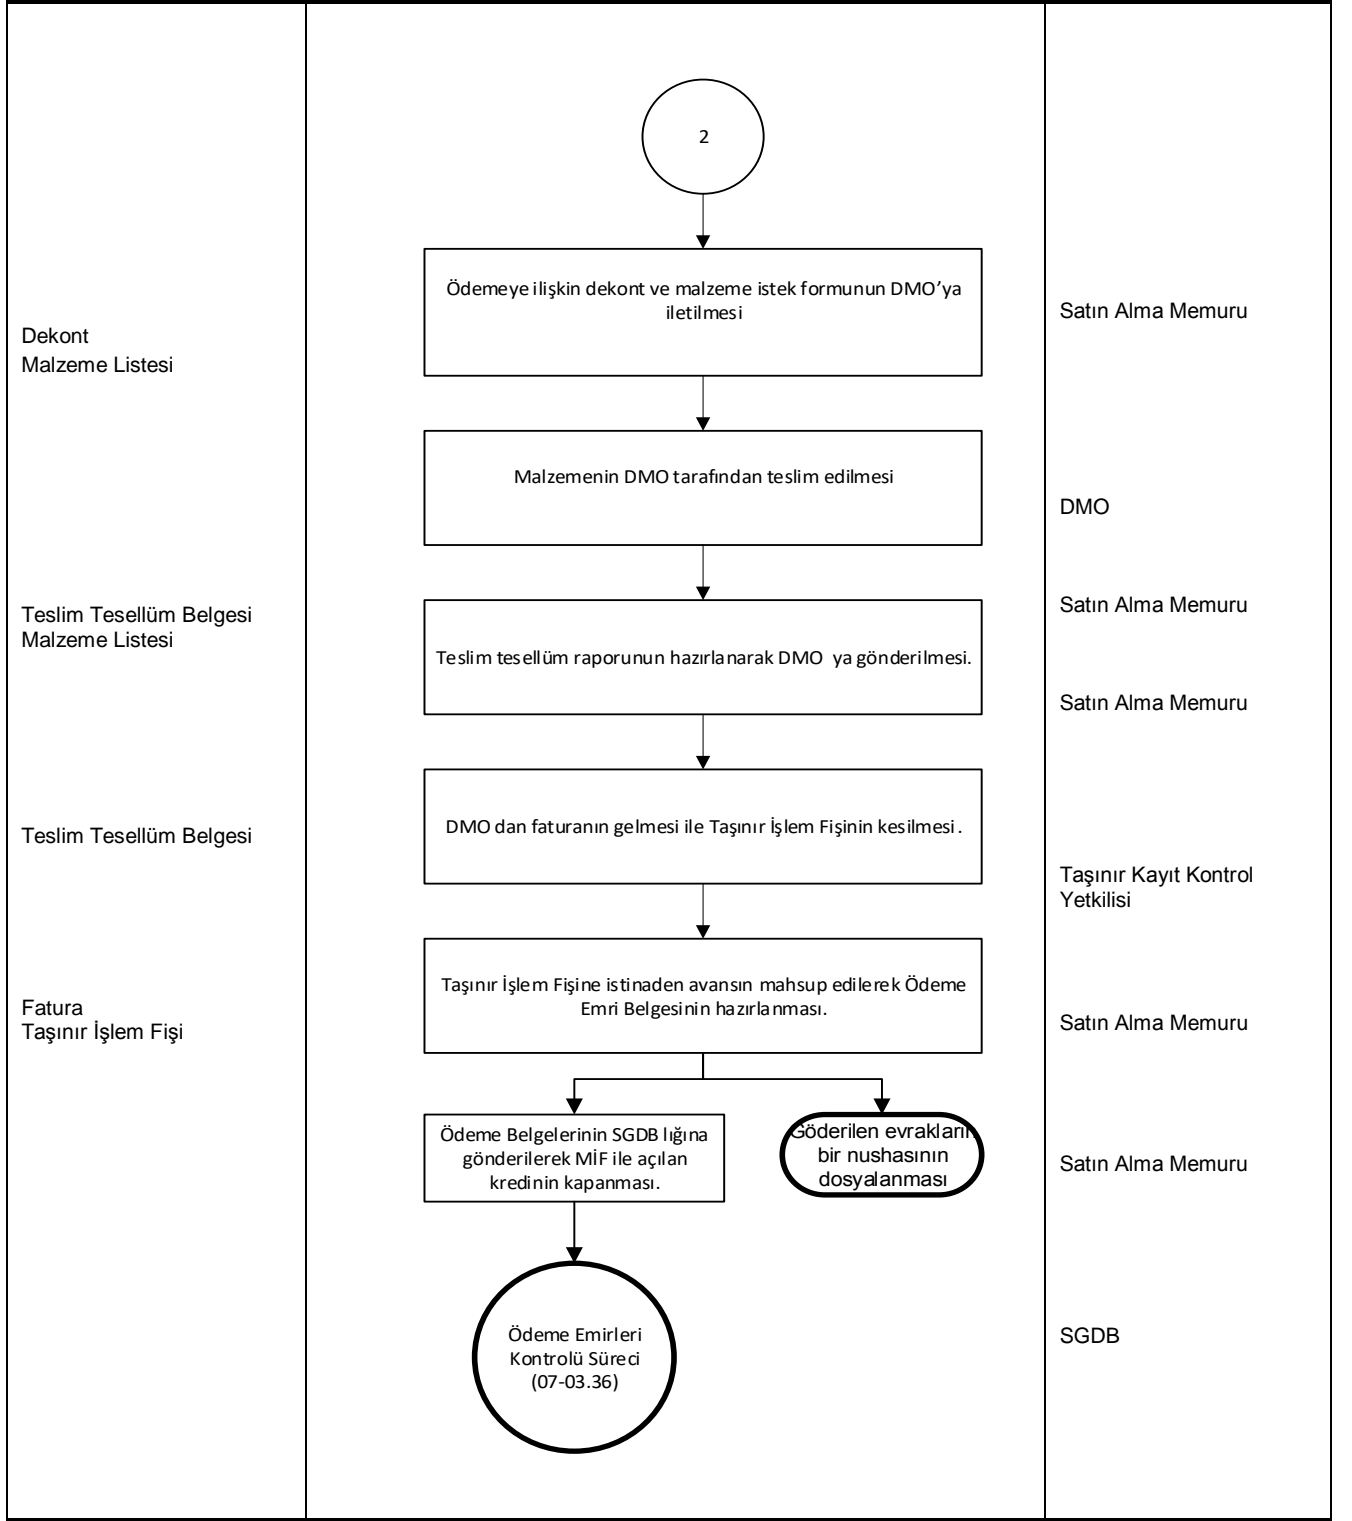 2
Ödemeye ilişkin dekont ve malzeme istek formunun DMO’ya
iletilmesi
Satın Alma Memuru
Dekont
Malzeme Listesi
Malzemenin DMO tarafından teslim edilmesi
DMO
Teslim Tesellüm Belgesi
Malzeme Listesi
Satın Alma Memuru
Teslim tesellüm raporunun hazırlanarak DMO ya gönderilmesi.
Satın Alma Memuru
Teslim Tesellüm Belgesi
DMO dan faturanın gelmesi ile Taşınır İşlem Fişinin kesilmesi.
Taşınır Kayıt Kontrol
Yetkilisi
Fatura
Taşınır İşlem Fişi
Taşınır İşlem Fişine istinaden avansın mahsup edilerek Ödeme
Emri Belgesinin hazırlanması.
Satın Alma Memuru
Ödeme Belgelerinin SGDB lığına
gönderilerek MİF ile açılan
kredinin kapanması.
Göderilen evrakların
bir nushasının
dosyalanması
Satın Alma Memuru
Ödeme Emirleri
Kontrolü Süreci
(07-03.36)
SGDB